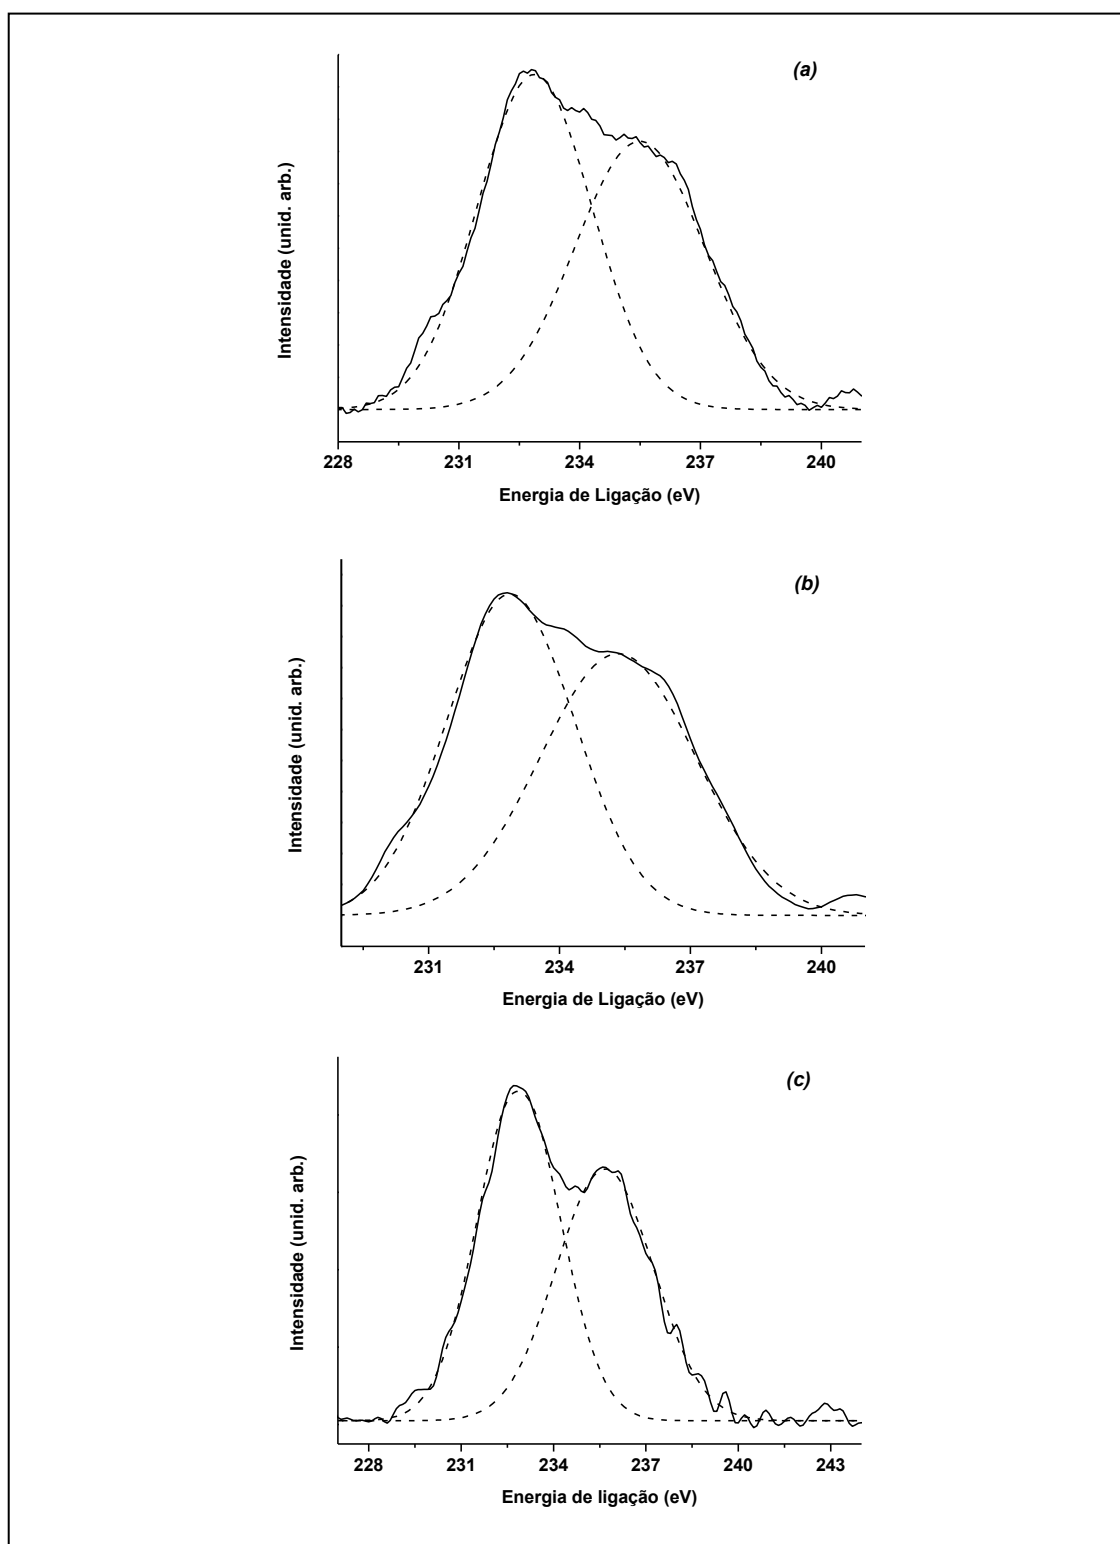 (a)
Intensidade (unid. arb.)
228 231 234 237 240
Energia de Ligação (eV)
(b)
Intensidade (unid. arb.)
231 234 237 240
Energia de Ligação (eV)
(c)
Intensidade (unid. arb.)
228 231 234 237 240 243
Energia de ligação (eV)